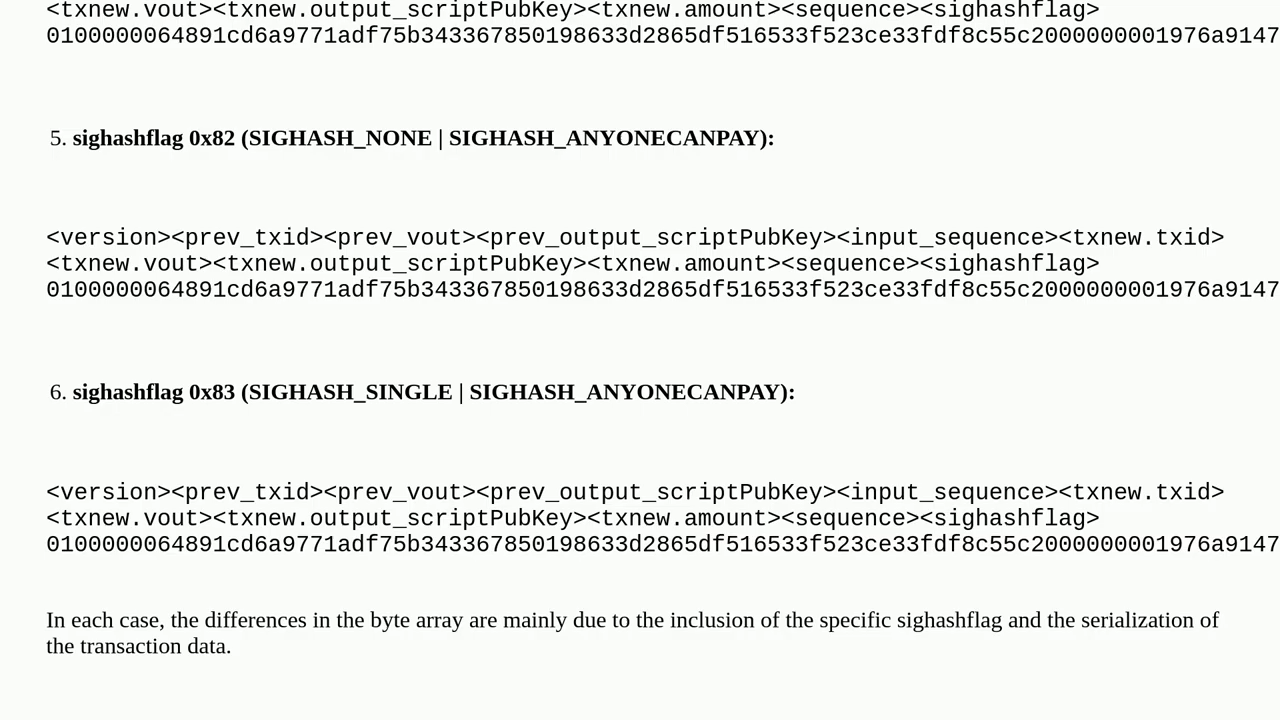 <txnew.vout><txnew.output_scriptPubKey><txnew.amount><sequence><sighashflag>
0100000064891cd6a9771adf75b343367850198633d2865df516533f523ce33fdf8c55c2000000001976a9147
5. sighashflag 0x82 (SIGHASH_NONE | SIGHASH_ANYONECANPAY):
<version><prev_txid><prev_vout><prev_output_scriptPubKey><input_sequence><txnew.txid>
<txnew.vout><txnew.output_scriptPubKey><txnew.amount><sequence><sighashflag>
0100000064891cd6a9771adf75b343367850198633d2865df516533f523ce33fdf8c55c2000000001976a9147
6. sighashflag 0x83 (SIGHASH_SINGLE | SIGHASH_ANYONECANPAY):
<version><prev_txid><prev_vout><prev_output_scriptPubKey><input_sequence><txnew.txid>
<txnew.vout><txnew.output_scriptPubKey><txnew.amount><sequence><sighashflag>
0100000064891cd6a9771adf75b343367850198633d2865df516533f523ce33fdf8c55c2000000001976a9147
In each case, the differences in the byte array are mainly due to the inclusion of the specific sighashflag and the serialization of
the transaction data.